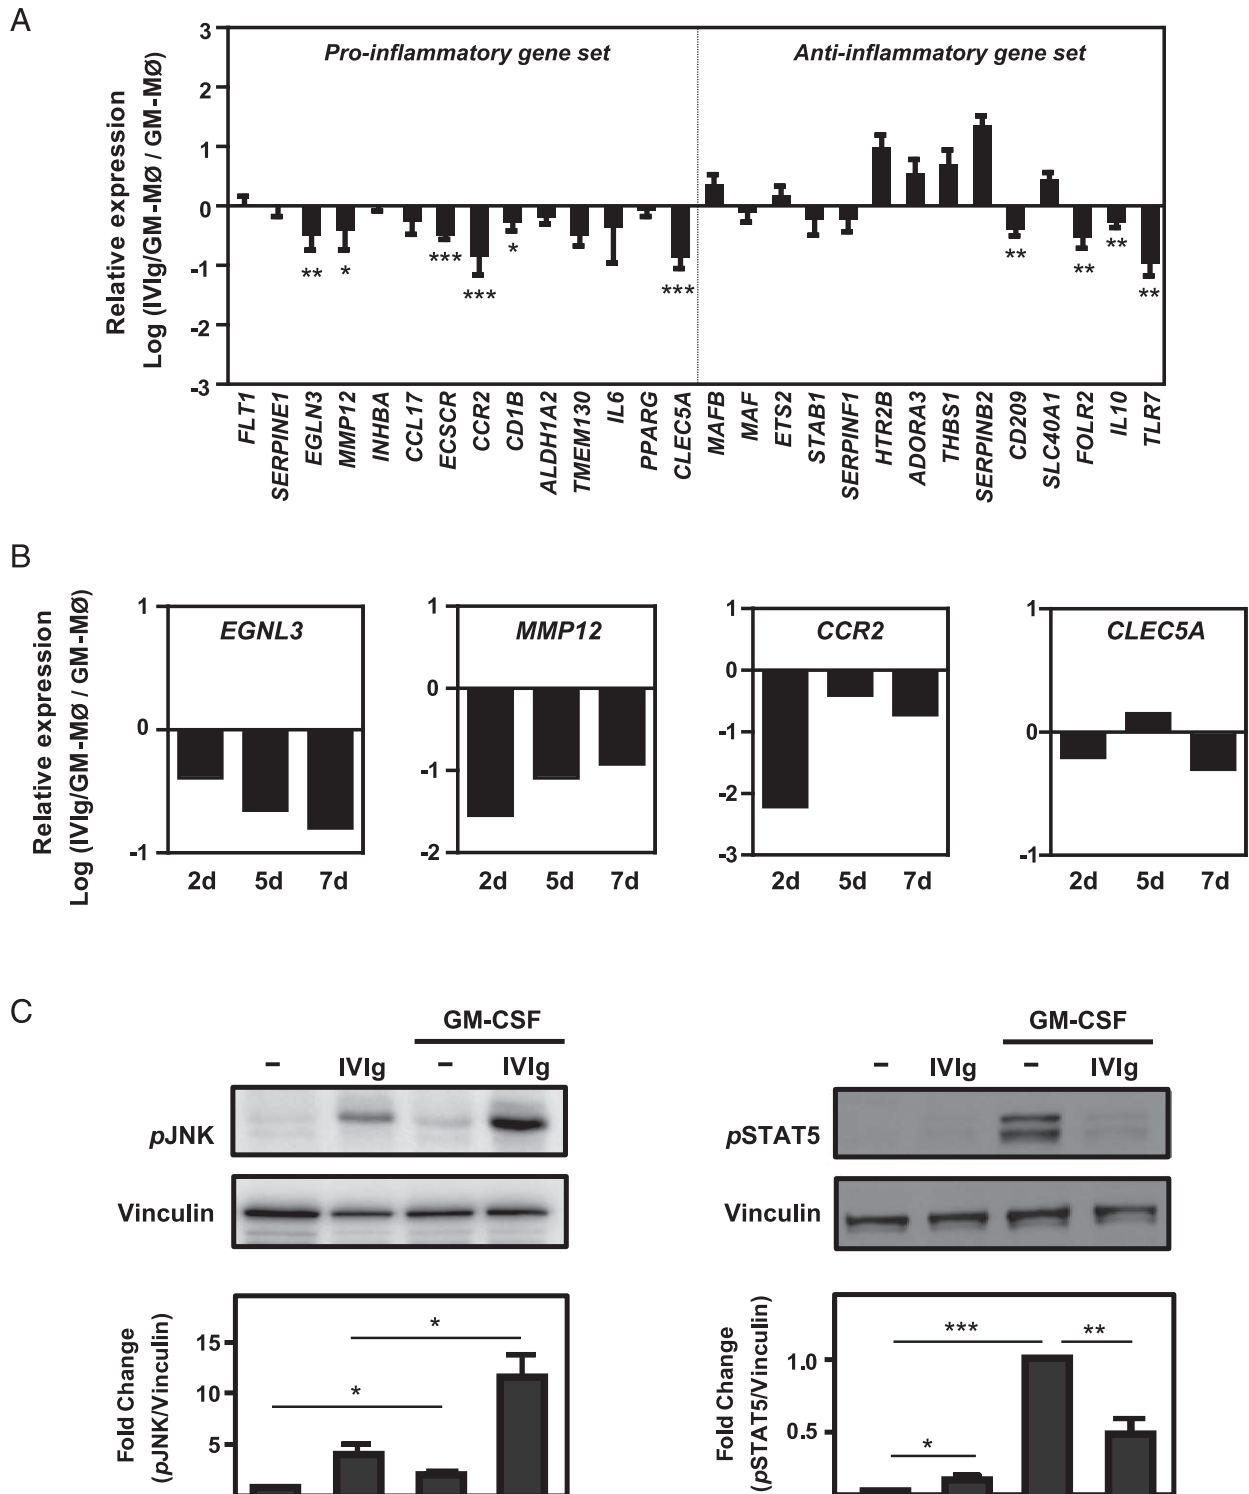 A
Relative expression
Log (IVIg/GM-MØ / GM-MØ)
3
2
1
0
-1
-2
-3
Pro-inflammatory gene set
Anti-inflammatory gene set
** * *** *** * *** ** ** ** **
FLT1 SERPINE1 EGLN3 MMP12 INHBA CCL17 ECSCR CCR2 CD1B ALDH1A2 TMEM130 IL6 PPARG CLEC5A MAFB MAF ETS2 STAB1 SERPINF1 HTR2B ADORA3 THBS1 SERPINB2 CD209 SLC40A1 FOLR2 IL10 TLR7
B
Relative expression
Log (IVIg/GM-MØ / GM-MØ)
EGNL3
1
0
-1
2d 5d 7d
MMP12
1
0
-1
-2
2d 5d 7d
CCR2
1
0
-1
-2
-3
2d 5d 7d
CLEC5A
1
0
-1
2d 5d 7d
C
GM-CSF
– IVIg – IVIg
pJNK
Vinculin
Fold Change
(pJNK/Vinculin)
15
10
5
*
*
GM-CSF
– IVIg – IVIg
pSTAT5
Vinculin
Fold Change
(pSTAT5/Vinculin)
1.0
0.5
*** **
*